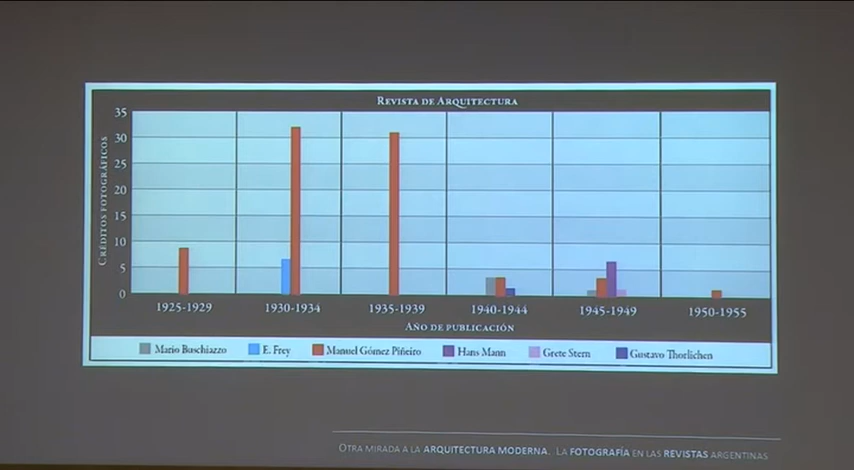 REVISTA DE ARQUITECTURA
CRÉDITOS FOTOGRÁFICOS
35
30
25
20
15
10
5
0
1925-1929 1930-1934 1935-1939 1940-1944 1945-1949 1950-1955
AÑO DE PUBLICACIÓN
Mario Buschiazzo E. Frey Manuel Gómez Piñeiro Hans Mann Grete Stern Gustavo Thorlichen
OTRA MIRADA A LA ARQUITECTURA MODERNA. LA FOTOGRAFÍA EN LAS REVISTAS ARGENTINAS